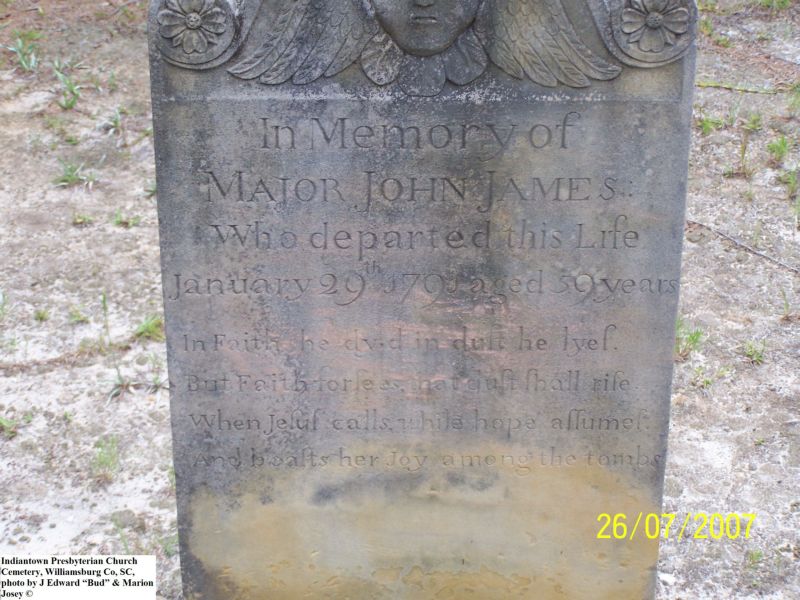 In Memory of
MAJOR JOHN JAMES:
Who departed this Life
January 29th 1791 aged 59 years
In Faith he dy.d in duſt he lyeſ.
But Faith forſees that duſt ſhall riſe
When Jeſuſ calls, while hope aſſumeſ.
And boaſts her Joy among the tombs
26/07/2007
Indiantown Presbyterian Church
Cemetery, Williamsburg Co, SC,
photo by J Edward “Bud” & Marion
Josey ©